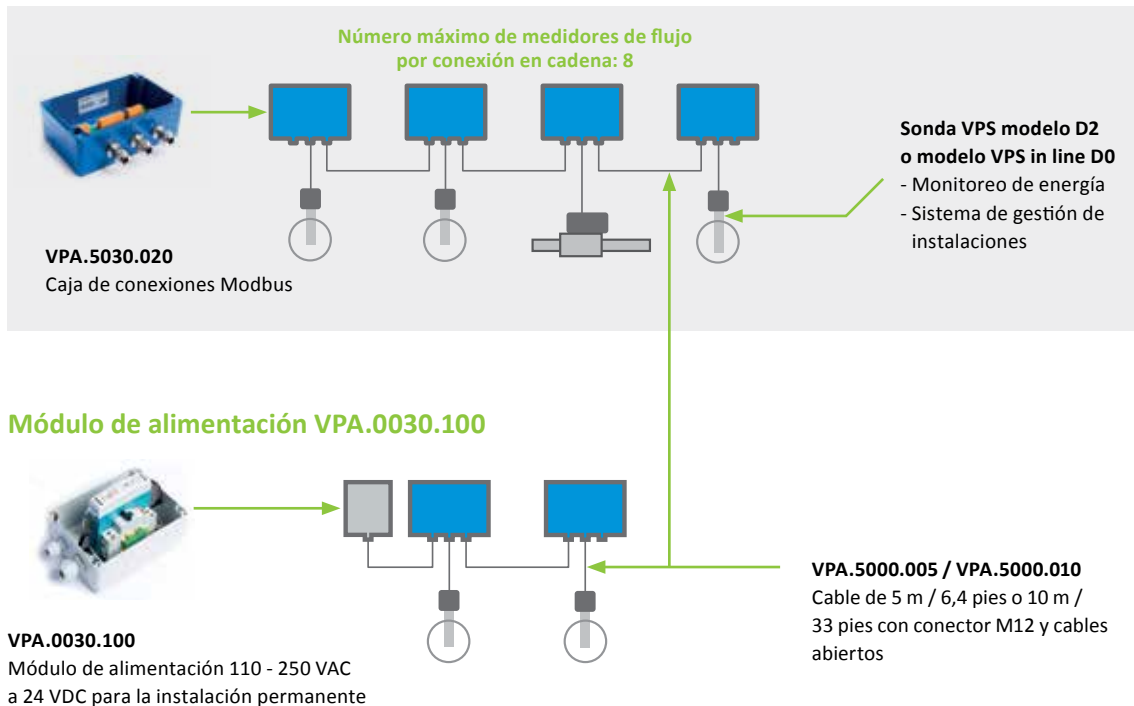 Número máximo de medidores de flujo
por conexión en cadena: 8
Sonda VPS modelo D2
o modelo VPS in line D0
- Monitoreo de energía
- Sistema de gestión de
instalaciones
VPA.5030.020
Caja de conexiones Modbus
Módulo de alimentación VPA.0030.100
VPA.5000.005 / VPA.5000.010
Cable de 5 m / 6,4 pies o 10 m /
33 pies con conector M12 y cables
abiertos
VPA.0030.100
Módulo de alimentación 110 - 250 VAC
a 24 VDC para la instalación permanente